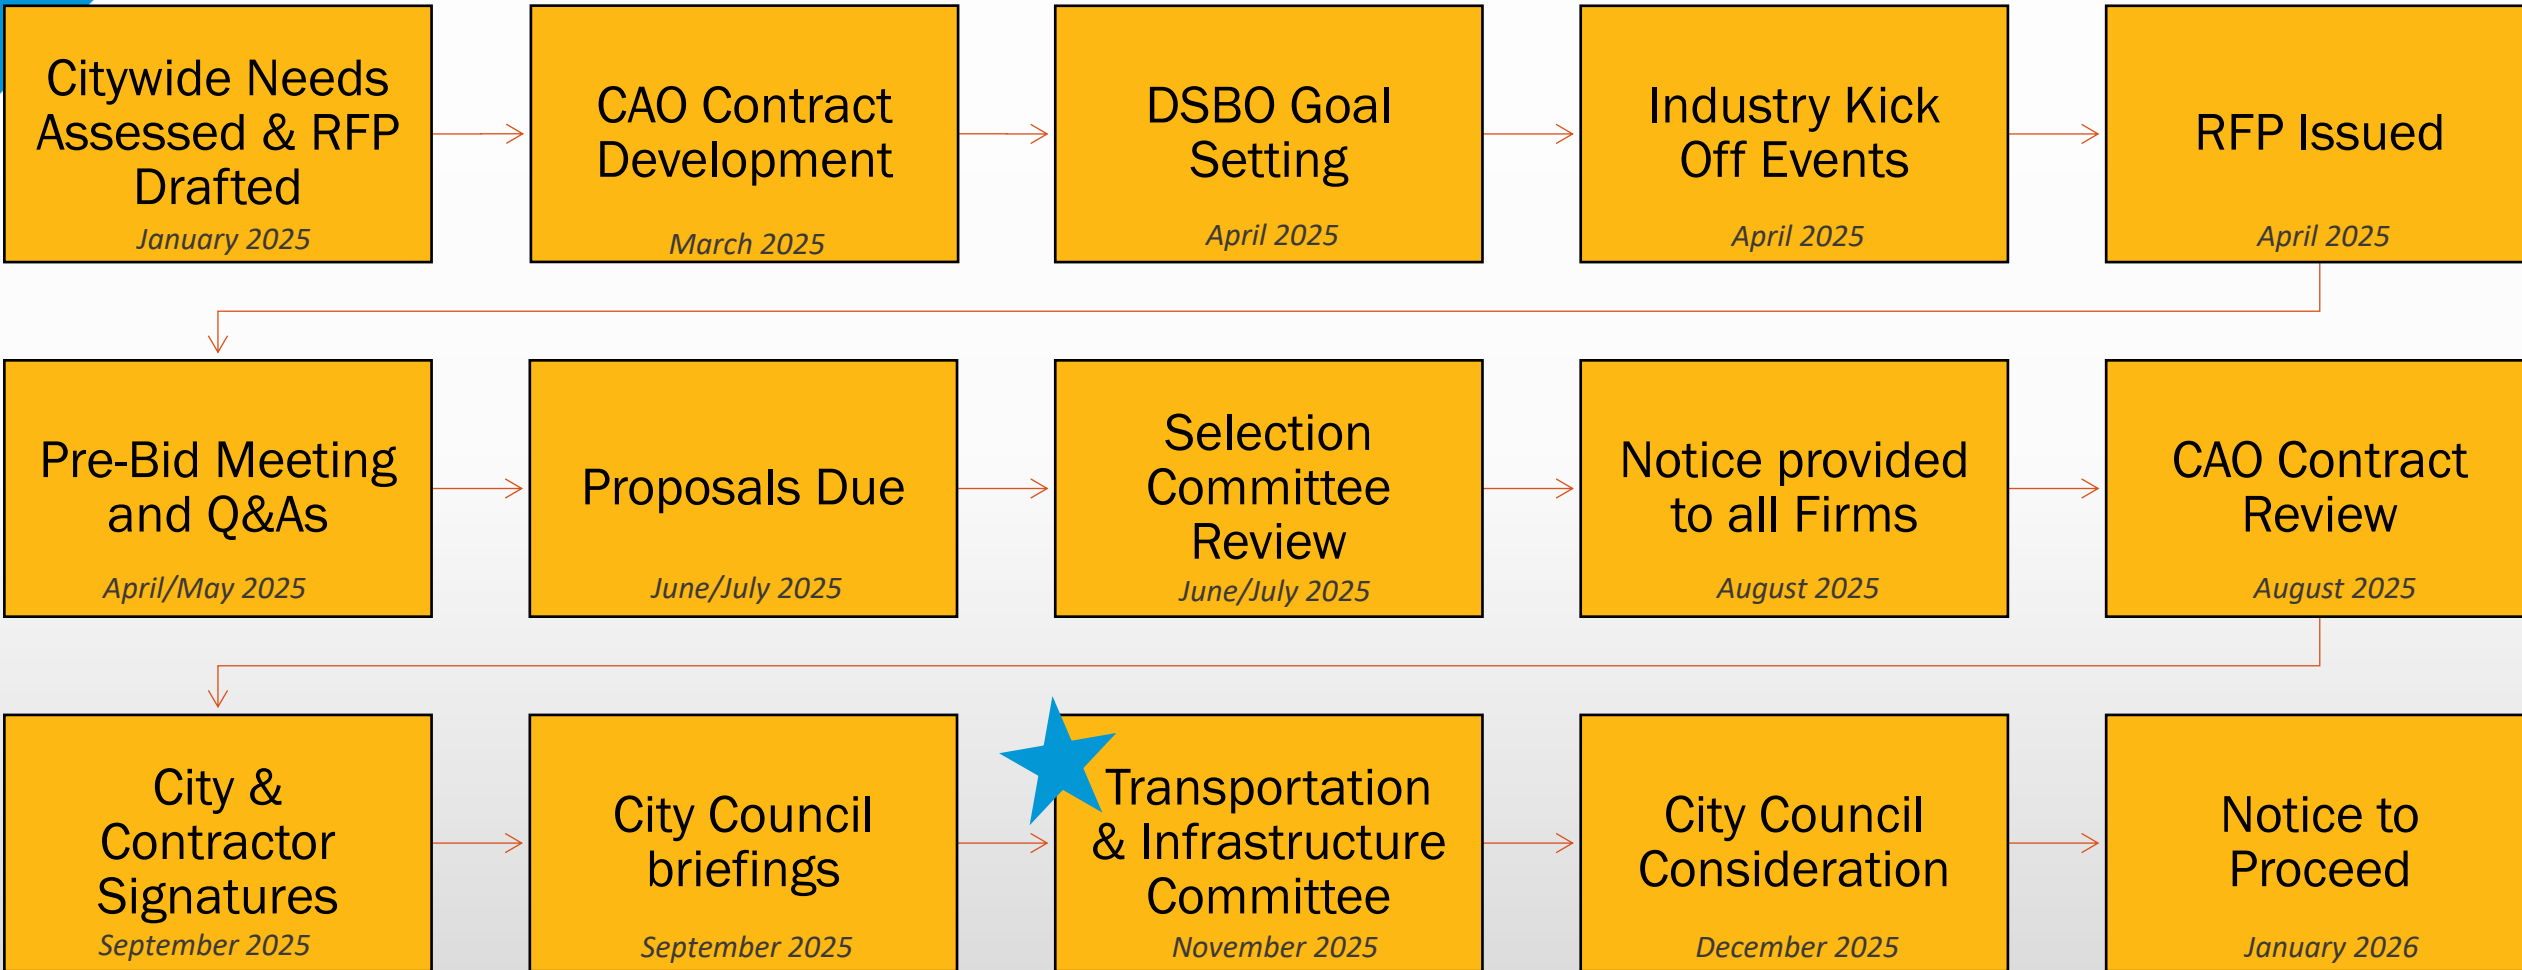 Citywide Needs
Assessed & RFP
Drafted
January 2025
CAO Contract
Development
March 2025
DSBO Goal
Setting
April 2025
Industry Kick
Off Events
April 2025
RFP Issued
April 2025
Pre-Bid Meeting
and Q&As
April/May 2025
Proposals Due
June/July 2025
Selection
Committee
Review
June/July 2025
Notice provided
to all Firms
August 2025
CAO Contract
Review
August 2025
City &
Contractor
Signatures
September 2025
City Council
briefings
September 2025
Transportation
& Infrastructure
Committee
November 2025
City Council
Consideration
December 2025
Notice to
Proceed
January 2026